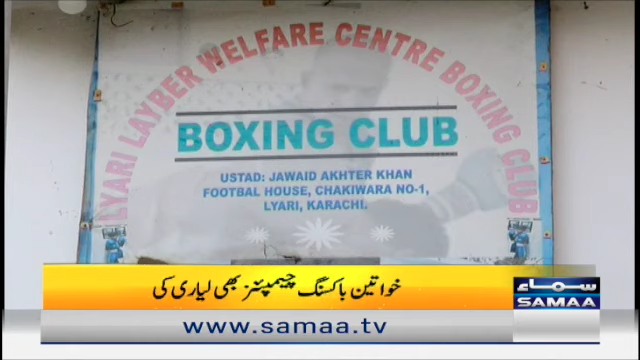 LYARI LAYBER WELFARE CENTRE BOXING CLUB
BOXING CLUB
USTAD: JAWAID AKHTER KHAN
FOOTBAL HOUSE, CHAKIWARA NO-1,
LYARI, KARACHI.
خواتین باکسنگ چیمپئنز بھی لیاری کی
سماء
SAMAA
www.samaa.tv